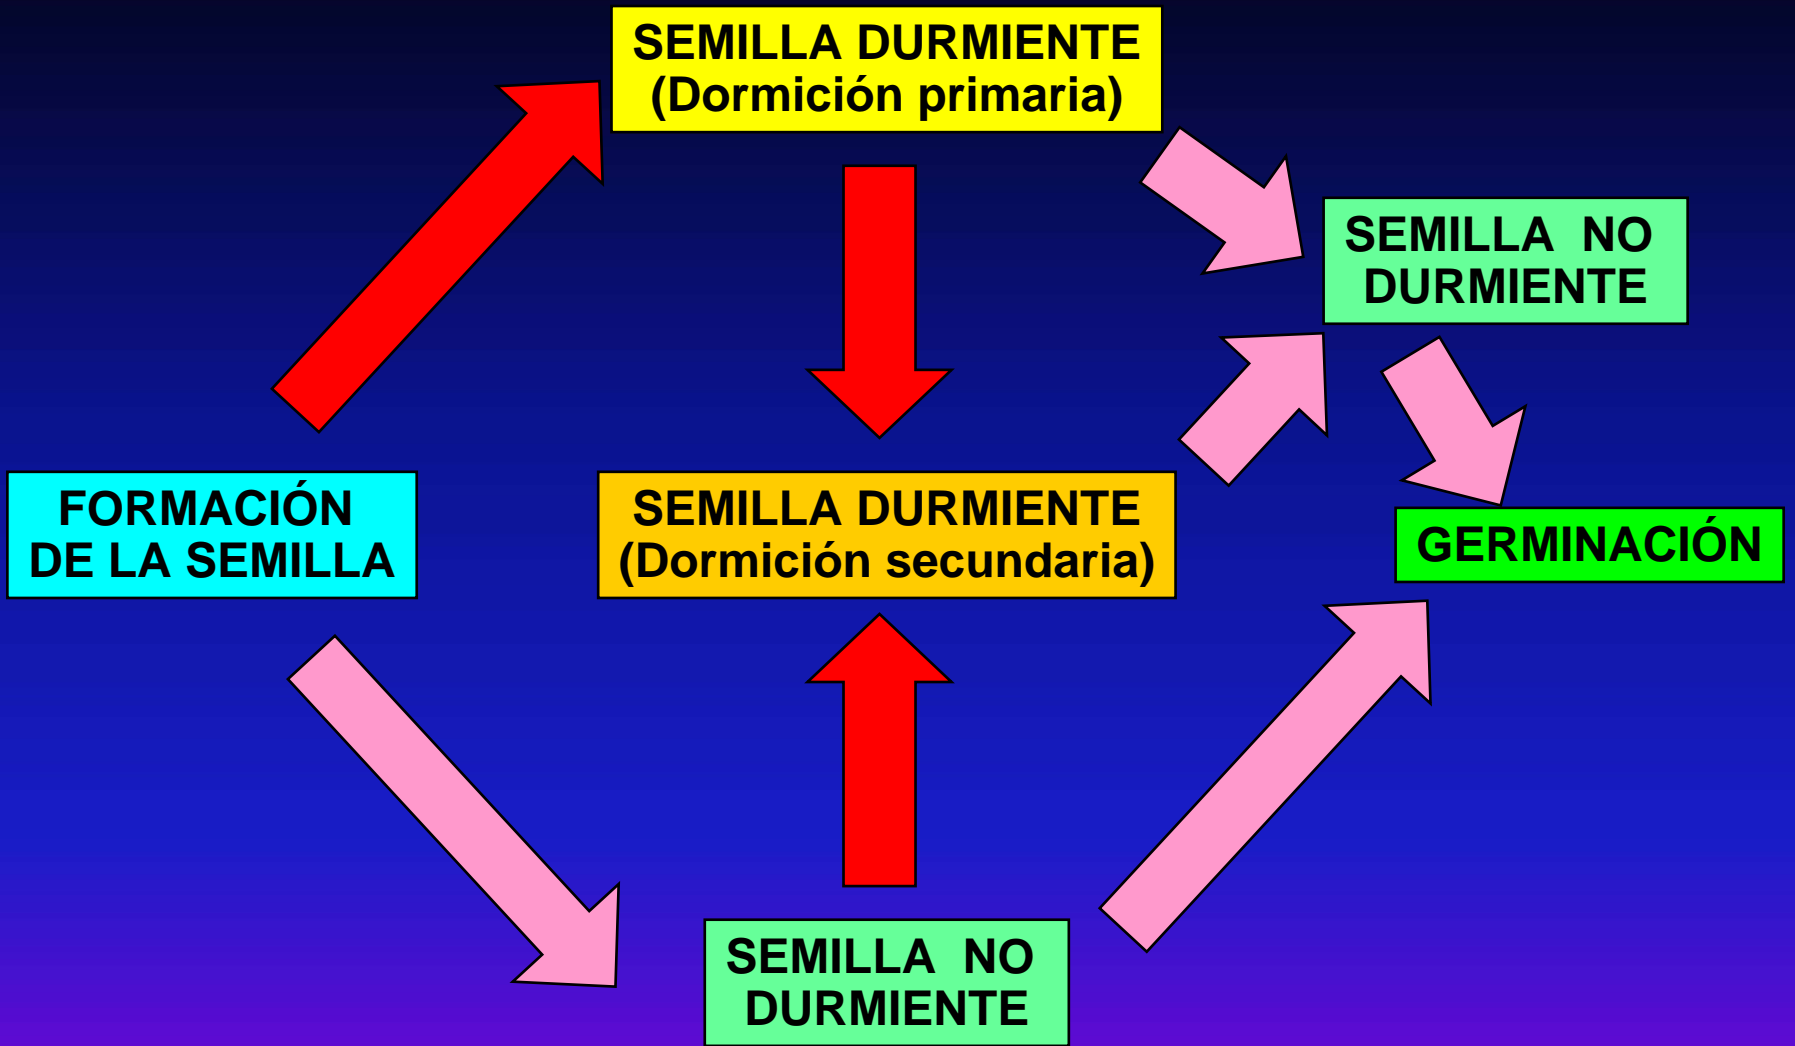 SEMILLA DURMIENTE
(Dormición primaria)
SEMILLA NO
DURMIENTE
FORMACIÓN
DE LA SEMILLA
SEMILLA DURMIENTE
(Dormición secundaria)
GERMINACIÓN
SEMILLA NO
DURMIENTE